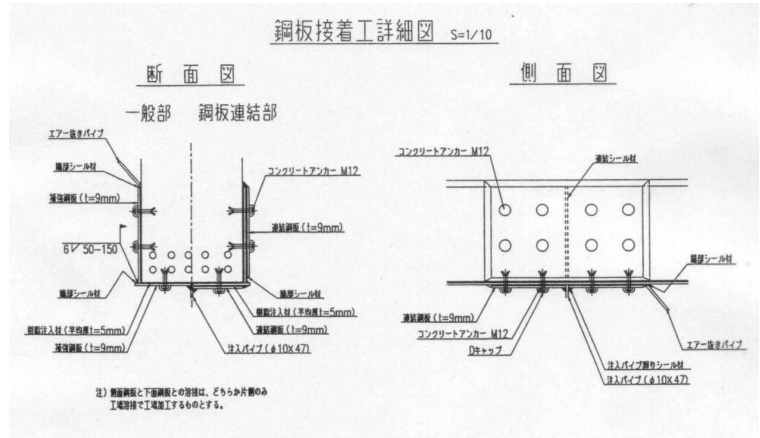 鋼板接着工詳細図 S=1/10
断面図
一般部 鋼板連結部
エアー抜きパイプ
端部シール材
補強鋼板(t=9mm)
6 50-150
端部シール材
樹脂注入材(平均厚t=5mm)
補強鋼板(t=9mm)
コンクリートアンカー M12
連結鋼板(t=9mm)
端部シール材
樹脂注入材(平均厚t=5mm)
連結鋼板(t=9mm)
注入パイプ(φ10X47)
注)側面鋼板と下面鋼板との溶接は、どちらか片側のみ
工場溶接で工場加工するものとする。
側面図
コンクリートアンカー M12
連結シール材
端部シール材
連結鋼板(t=9mm)
コンクリートアンカー M12
Dキャップ
エアー抜きパイプ
注入パイプ廻りシール材
注入パイプ(φ10X47)